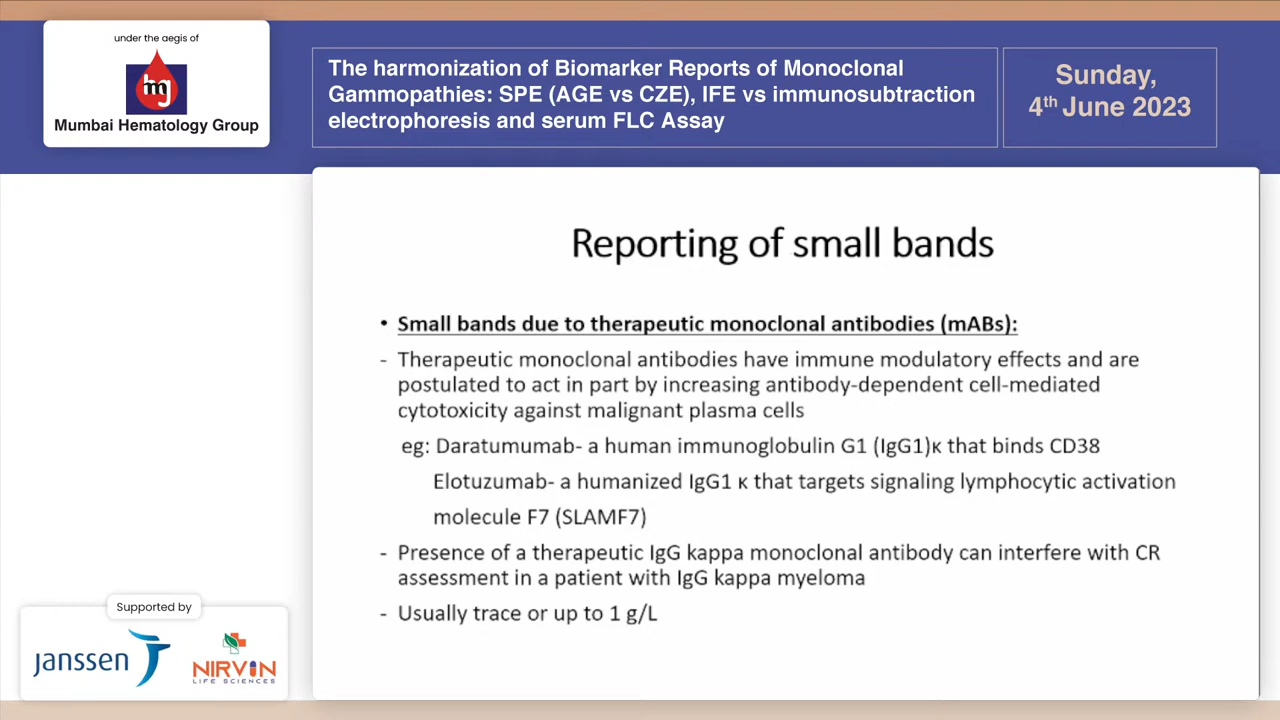 under the aegis of
mg
Mumbai Hematology Group
The harmonization of Biomarker Reports of Monoclonal
Gammopathies: SPE (AGE vs CZE), IFE vs immunosubtraction
electrophoresis and serum FLC Assay
Sunday,
4th June 2023
Reporting of small bands
• Small bands due to therapeutic monoclonal antibodies (mABs):
- Therapeutic monoclonal antibodies have immune modulatory effects and are
postulated to act in part by increasing antibody-dependent cell-mediated
cytotoxicity against malignant plasma cells
eg: Daratumumab- a human immunoglobulin G1 (IgG1)κ that binds CD38
Elotuzumab- a humanized IgG1 κ that targets signaling lymphocytic activation
molecule F7 (SLAMF7)
- Presence of a therapeutic IgG kappa monoclonal antibody can interfere with CR
assessment in a patient with IgG kappa myeloma
- Usually trace or up to 1 g/L
Supported by
janssen
NIRVIN
LIFE SCIENCES